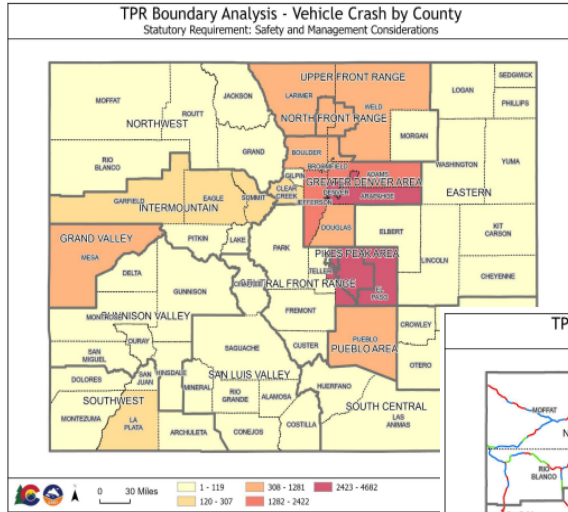 TPR Boundary Analysis - Vehicle Crash by County
Statutory Requirement: Safety and Management Considerations
UPPER FRONT RANGE
SEDGWICK
LOGAN
PHILLIPS
JACKSON
LARIMER
MOFFAT
ROUTT
WELD
NORTH FRONT RANGE
NORTHWEST
MORGAN
GRAND
BOULDER
RIO
BLANCO
BROOMFIELD
WASHINGTON
YUMA
GILPIN
ADAMS
GREATER DENVER AREA
EASTERN
GARFIELD
EAGLE
SUMMIT
CLEAR
CREEK
DENVER
ARAPAHOE
INTERMOUNTAIN
JEFFERSON
DOUGLAS
ELBERT
KIT
CARSON
GRAND VALLEY
PITKIN
LAKE
PARK
MESA
PIKES PEAK AREA
LINCOLN
DELTA
TELLER
CHEYENNE
GUNNISON
CENTRAL FRONT RANGE
EL
PASO
FREMONT
GUNNISON VALLEY
CROWLEY
OURAY
SAGUACHE
CUSTER
PUEBLO
PUEBLO AREA
SAN
MIGUEL
OTERO
DOLORES
SAN
JUAN
HINSDALE
SAN LUIS VALLEY
HUERFANO
MINERAL
RIO
GRANDE
ALAMOSA
SOUTHWEST
SOUTH CENTRAL
MONTEZUMA
LA
PLATA
ARCHULETA
CONEJOS
COSTILLA
LAS
ANIMAS
0 30 Miles
1 - 119
120 - 307
308 - 1281
1282 - 2422
2423 - 4682
TP
MOFFAT
N
RIO
BLANCO